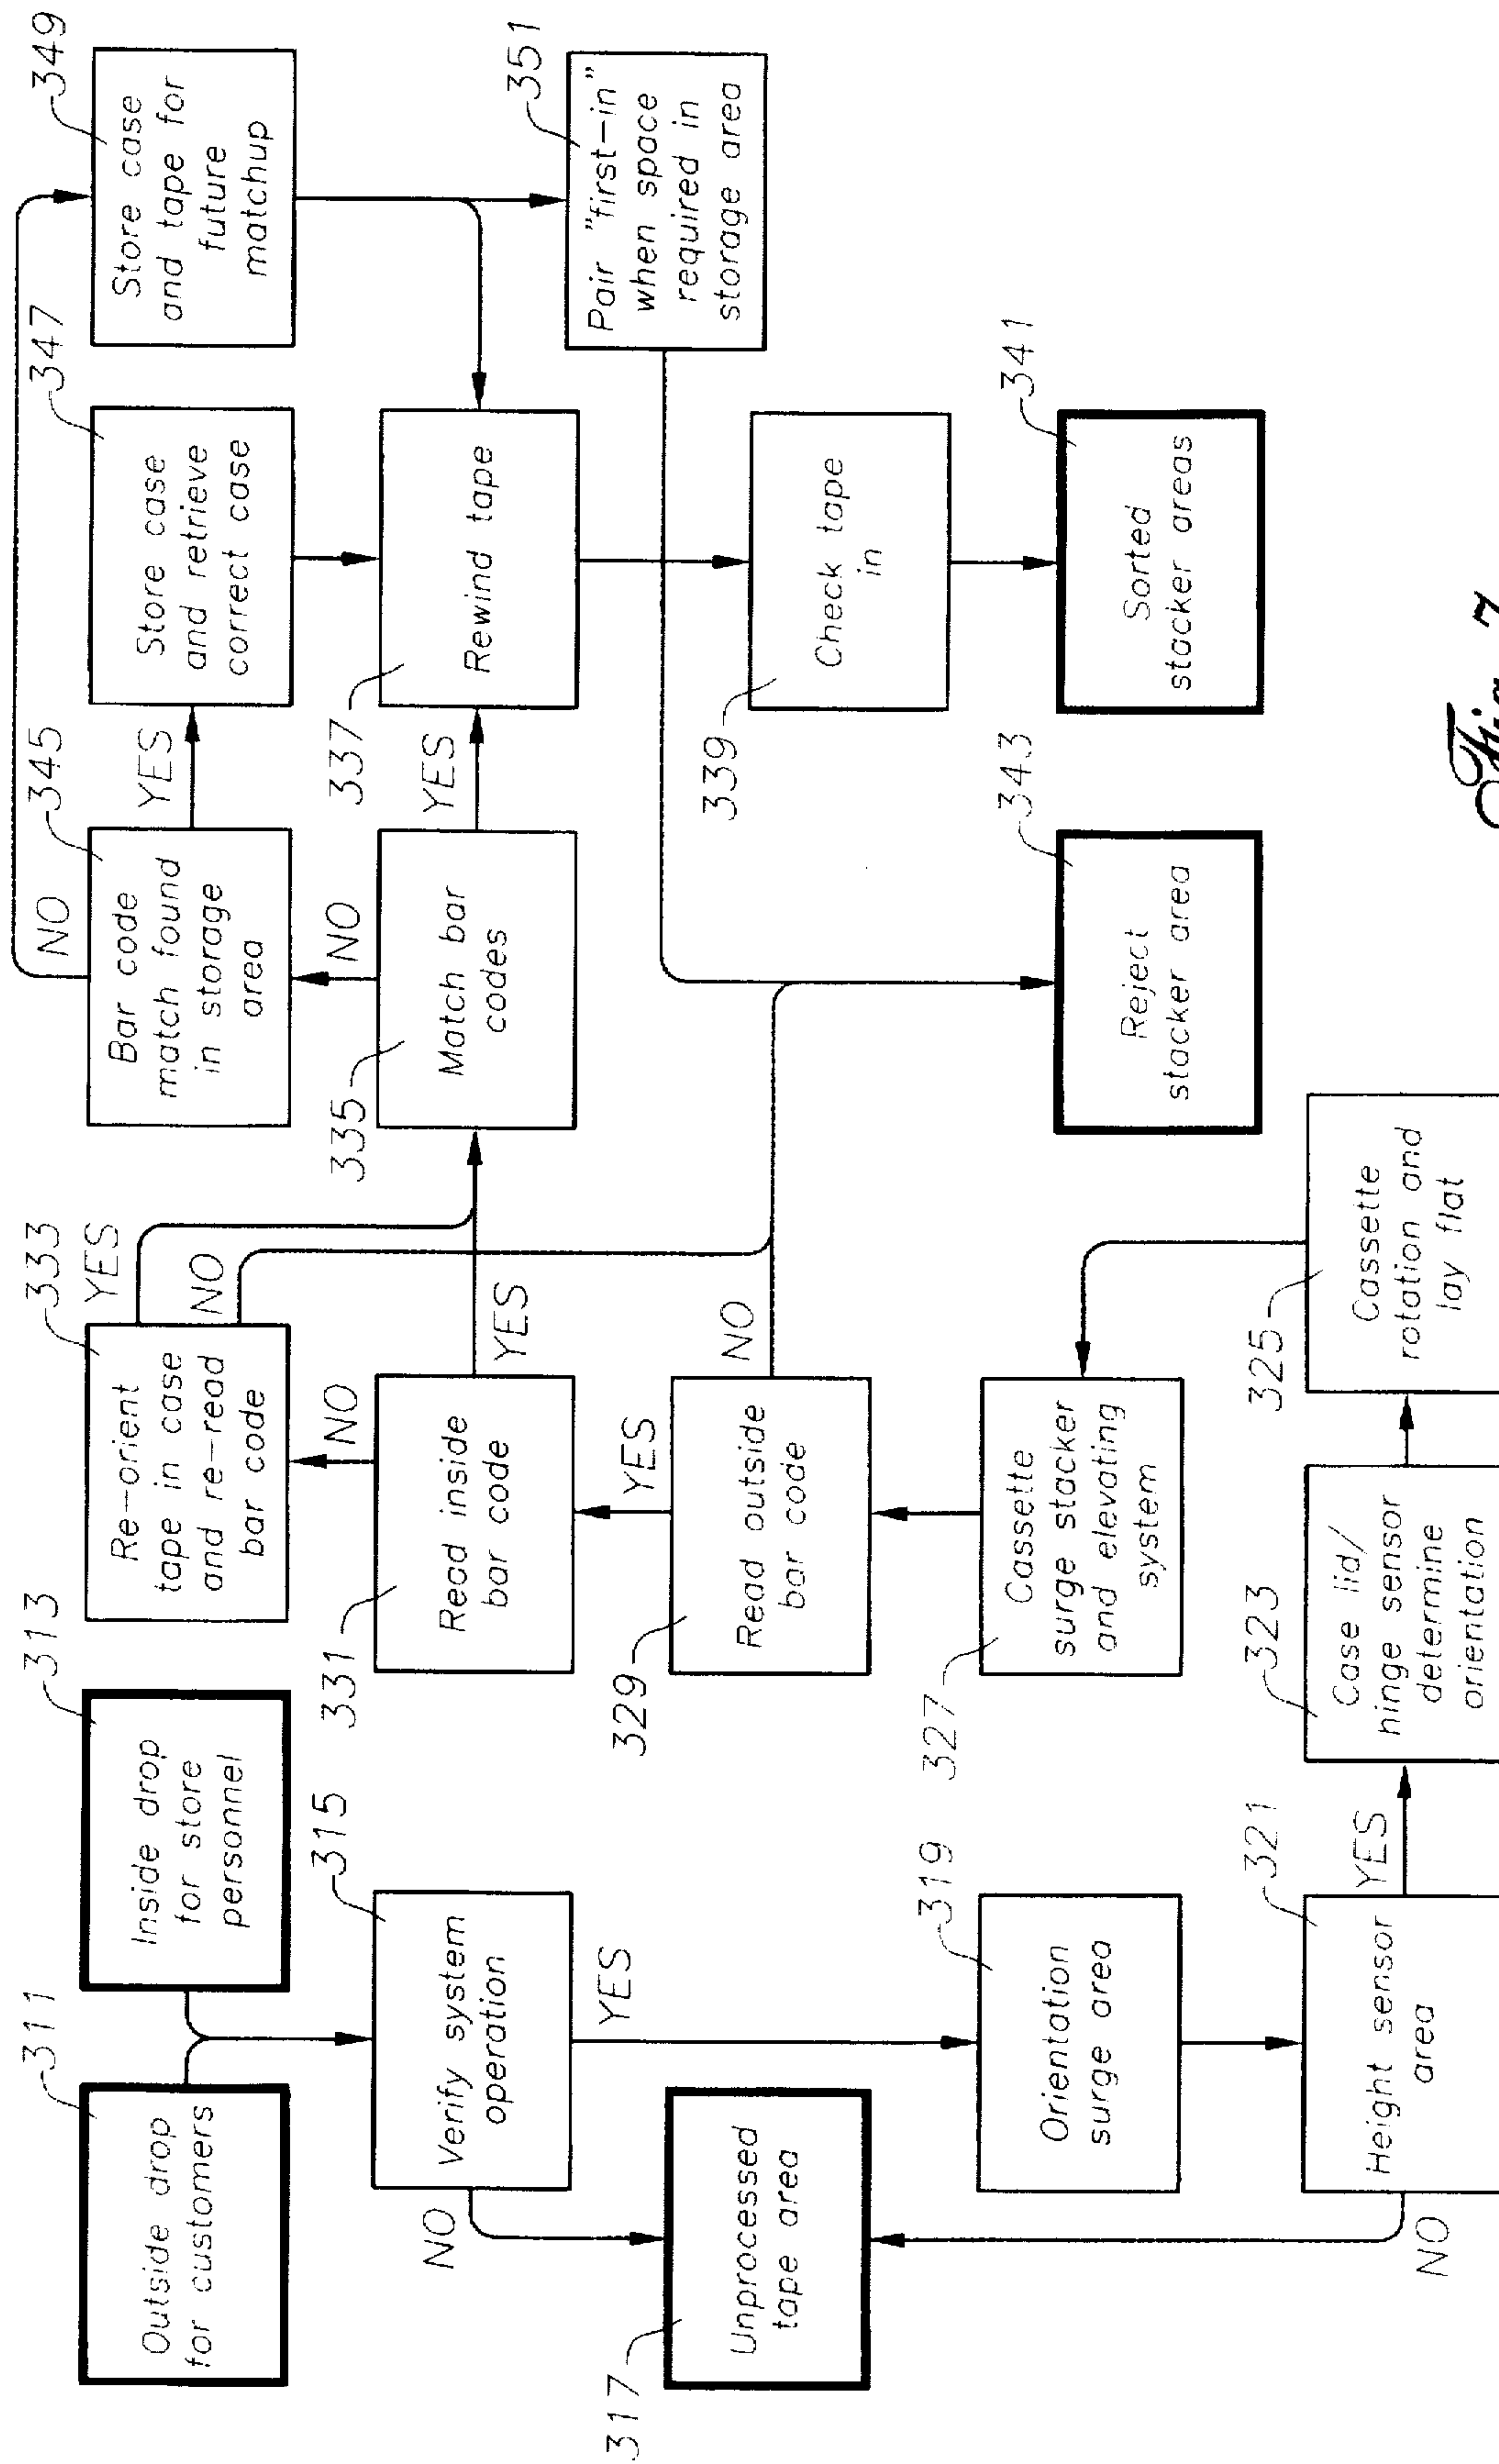 311
Outside drop
for customers
313
Inside drop
for store
personnel
315
Verify system
operation
NO
YES
317
Unprocessed
tape area
319
Orientation
surge area
321
Height sensor
area
NO
YES
323
Case lid/
hinge sensor
determine
orientation
325
Cassette
rotation and
lay flat
327
Cassette
surge stacker
and elevating
system
329
Read outside
bar code
YES
NO
331
Read inside
bar code
NO
YES
333
Re-orient
tape in case
and re-read
bar code
YES
NO
335
Match bar
codes
NO
YES
345
Bar code
match found
in storage
area
NO
YES
347
Store case
and retrieve
correct case
349
Store case
and tape for
future
matchup
337
Rewind tape
351
Pair "first-in"
when space
required in
storage area
339
Check tape
in
341
Sorted
stacker areas
343
Reject
stacker area
Fig. 7